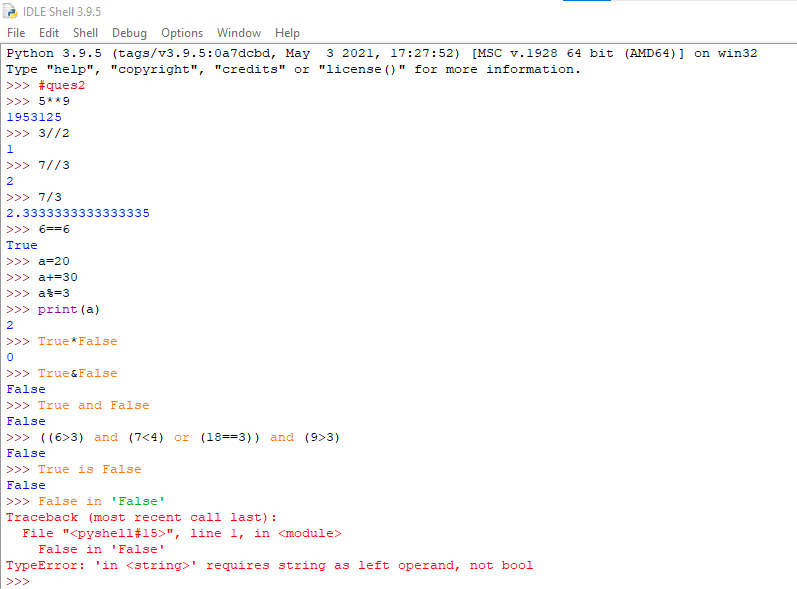 IDLE Shell 3.9.5
File Edit Shell Debug Options Window Help
Python 3.9.5 (tags/v3.9.5:0a7dcbd, May  3 2021, 17:27:52) [MSC v.1928 64 bit (AMD64)] on win32
Type "help", "copyright", "credits" or "license()" for more information.
>>> #ques2
>>> 5**9
1953125
>>> 3//2
1
>>> 7//3
2
>>> 7/3
2.3333333333333335
>>> 6==6
True
>>> a=20
>>> a+=30
>>> a%=3
>>> print(a)
2
>>> True*False
0
>>> True&False
False
>>> True and False
False
>>> ((6>3) and (7<4) or (18==3)) and (9>3)
False
>>> True is False
False
>>> False in 'False'
Traceback (most recent call last):
  File "<pyshell#15>", line 1, in <module>
    False in 'False'
TypeError: 'in <string>' requires string as left operand, not bool
>>>